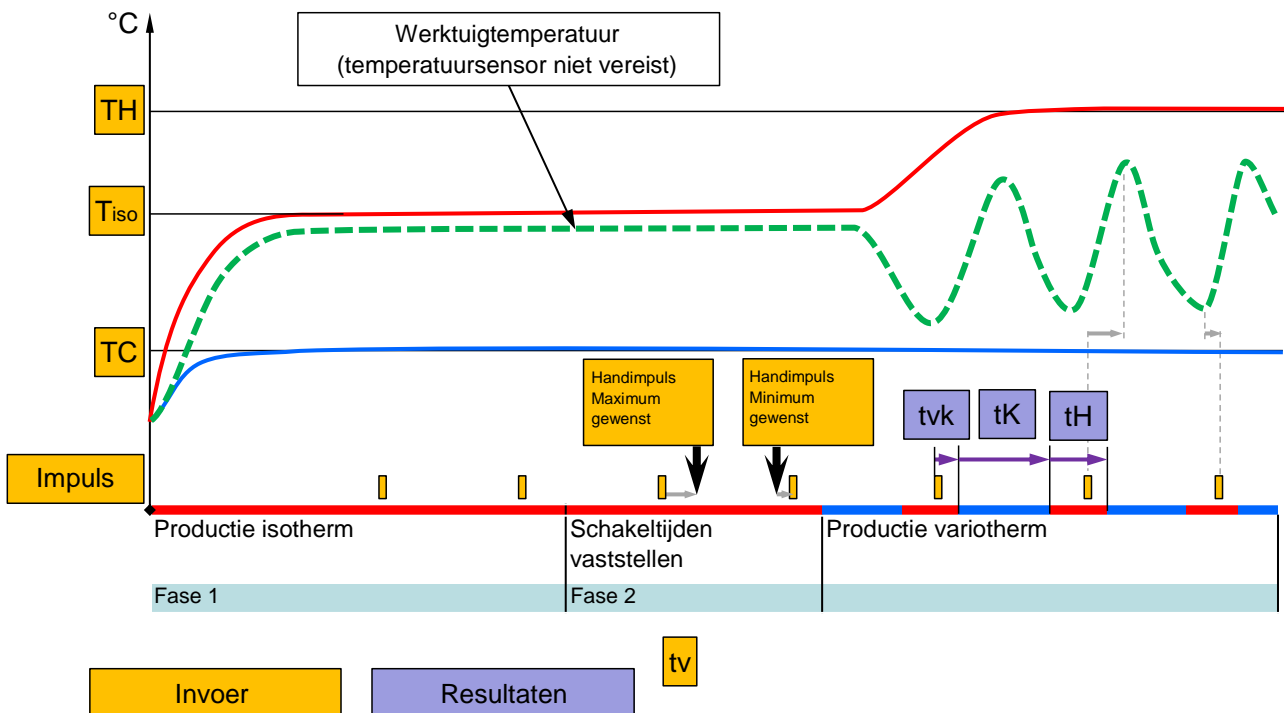 °C
Werktuigtemperatuur
(temperatuursensor niet vereist)
TH
Tiso
TC
Handimpuls
Maximum
gewenst
Handimpuls
Minimum
gewenst
tvk
tK
tH
Impuls
Productie isotherm
Schakeltijden
vaststellen
Productie variotherm
Fase 1
Fase 2
tv
Invoer
Resultaten